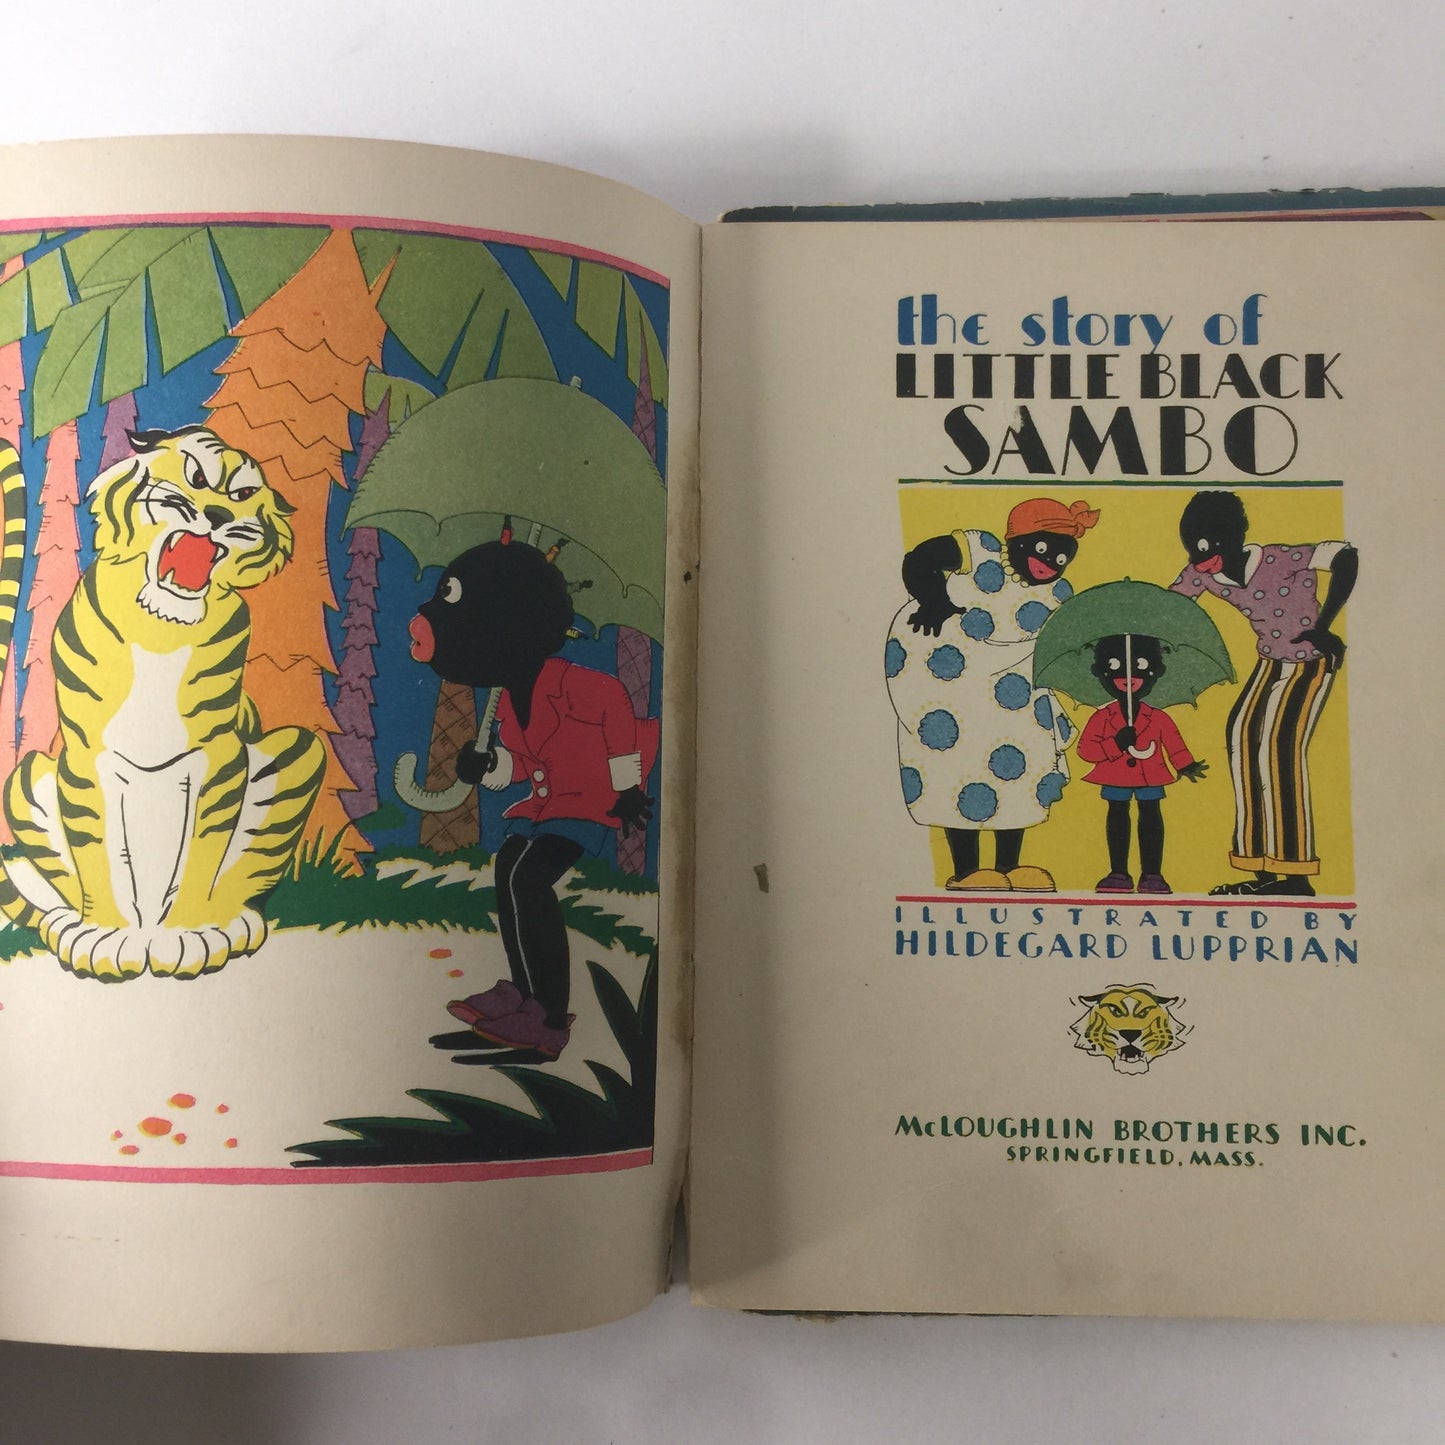 the story of
LITTLE BLACK
SAMBO
ILLUSTRATED BY
HILDEGARD LUPPRIAN
McLOUGHLIN BROTHERS INC.
SPRINGFIELD, MASS.